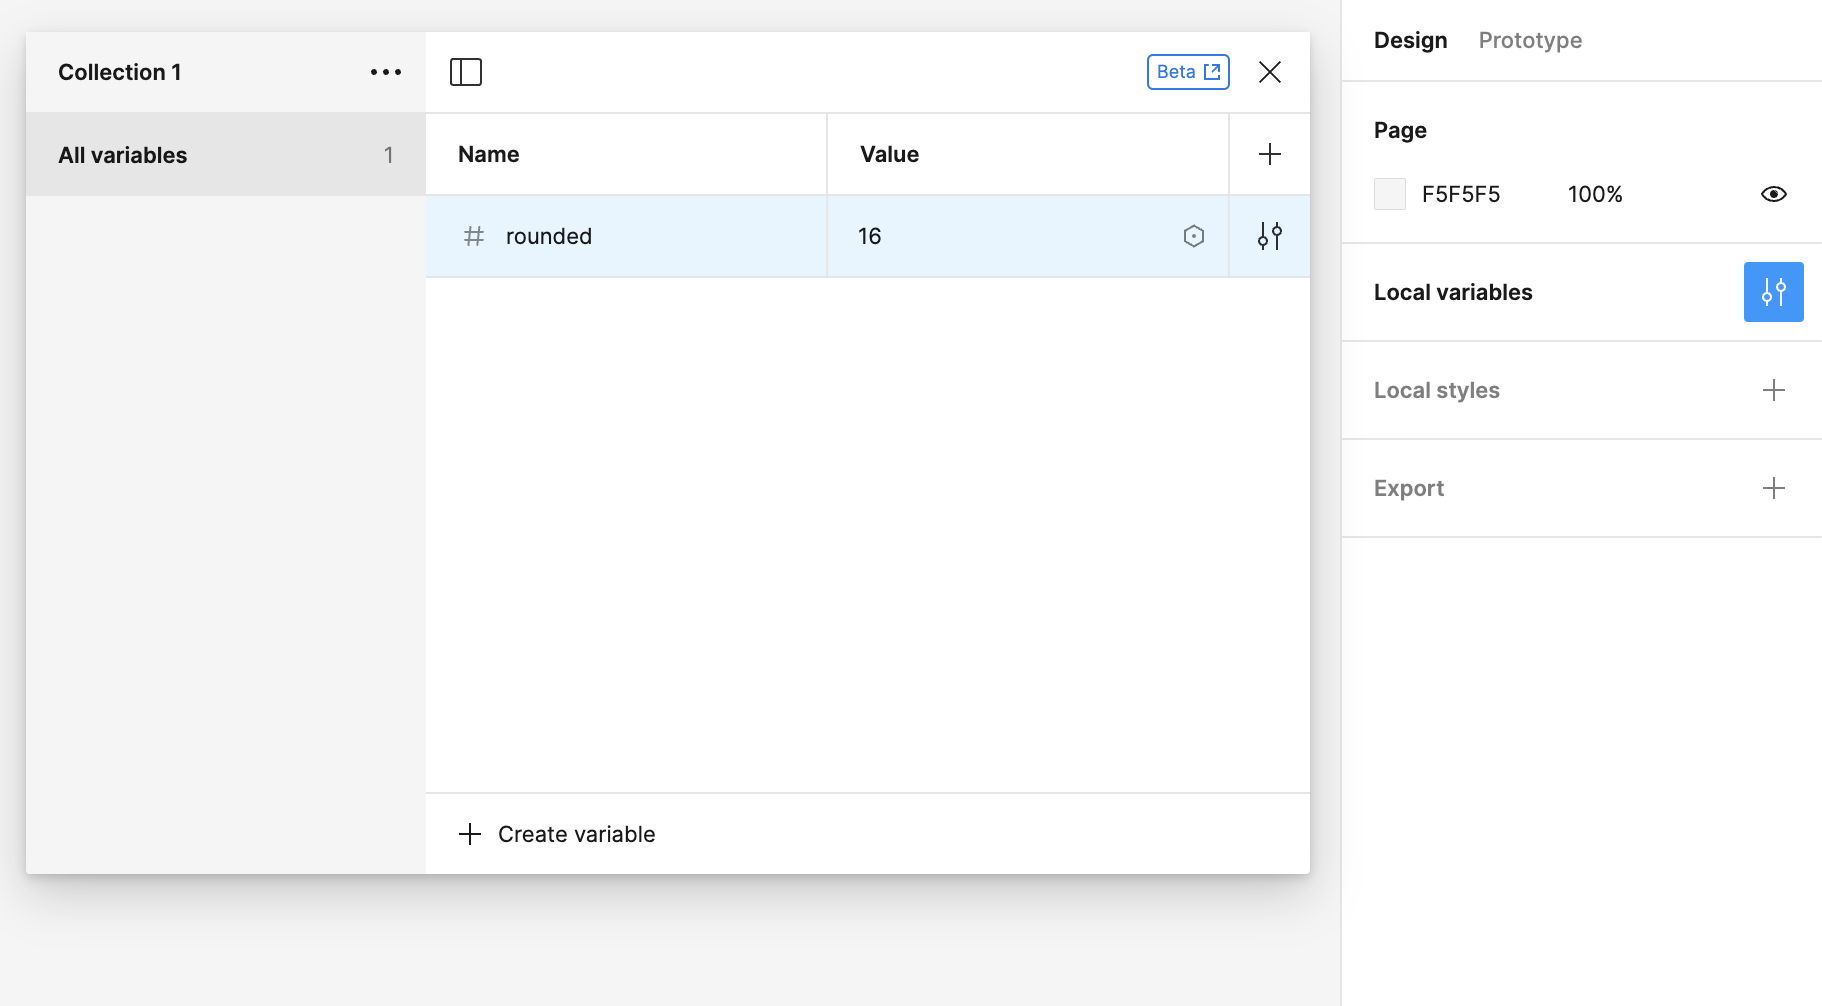 Collection 1
Beta
All variables 1
Name Value
# rounded 16
Create variable
Design Prototype
Page
F5F5F5 100%
Local variables
Local styles
Export